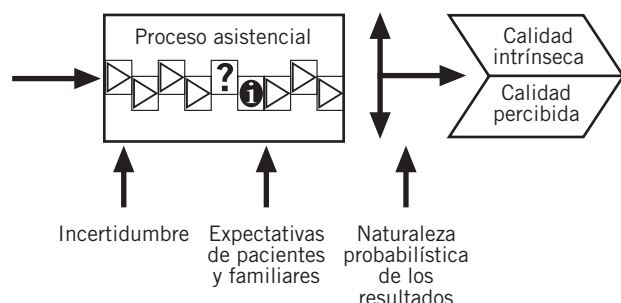 Proceso asistencial
?
i
Calidad
intrínseca
Calidad
percibida
Incertidumbre
Expectativas
de pacientes
y familiares
Naturaleza
probabilística
de los
resultados